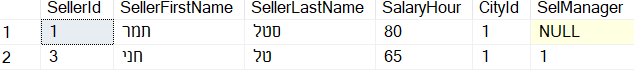 SellerId SellerFirstName SellerLastName SalaryHour CityId SelManager
1 1 תמר סטל 80 1 NULL
2 3 חני טל 65 1 1